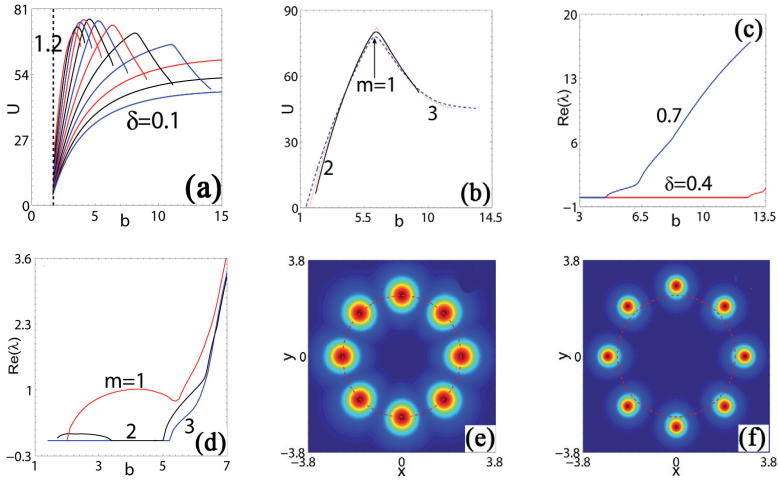 81
54
27
0
U
1.2
δ=0.1
(a)
0
5
10
15
b
90
60
30
0
U
m=1
2
3
(b)
1
5.5
10
14.5
b
(c)
20
13
6
−1
Re(λ)
0.7
δ=0.4
3
6.5
10
13.5
b
3.6
2.3
1
−0.3
Re(λ)
m=1
2
3
(d)
1
3
5
7
b
3.8
y
0
−3.8
(e)
−3.8
0
3.8
x
3.8
y
0
−3.8
(f)
−3.8
0
3.8
x